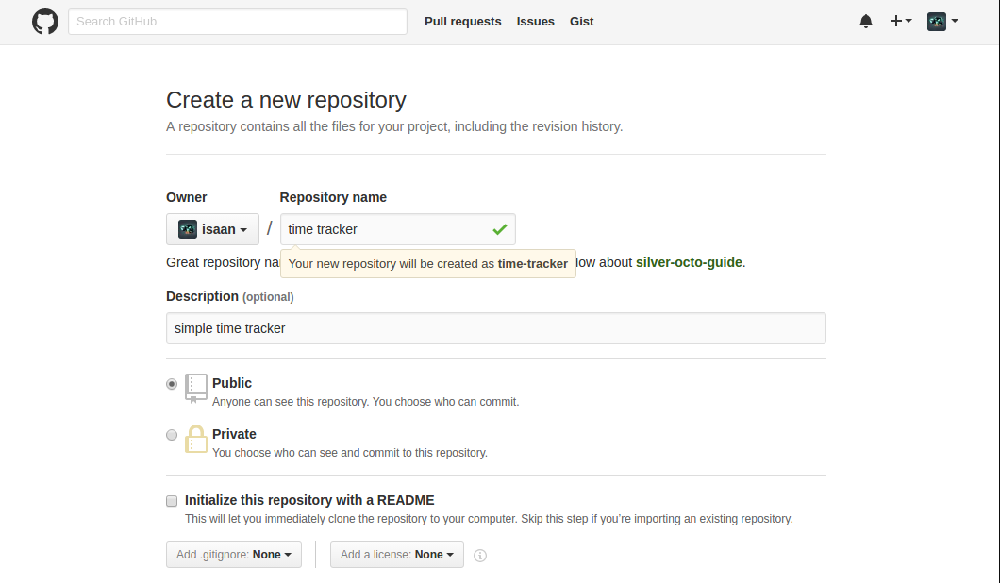 Search GitHub Pull requests Issues Gist
Create a new repository
A repository contains all the files for your project, including the revision history.
Owner Repository name
isaan / time tracker
Great repository Your new repository will be created as time-tracker about silver-octo-guide.
Description (optional)
simple time tracker
Public
Anyone can see this repository. You choose who can commit.
Private
You choose who can see and commit to this repository.
Initialize this repository with a README
This will let you immediately clone the repository to your computer. Skip this step if you’re importing an existing repository.
Add .gitignore: None Add a license: None